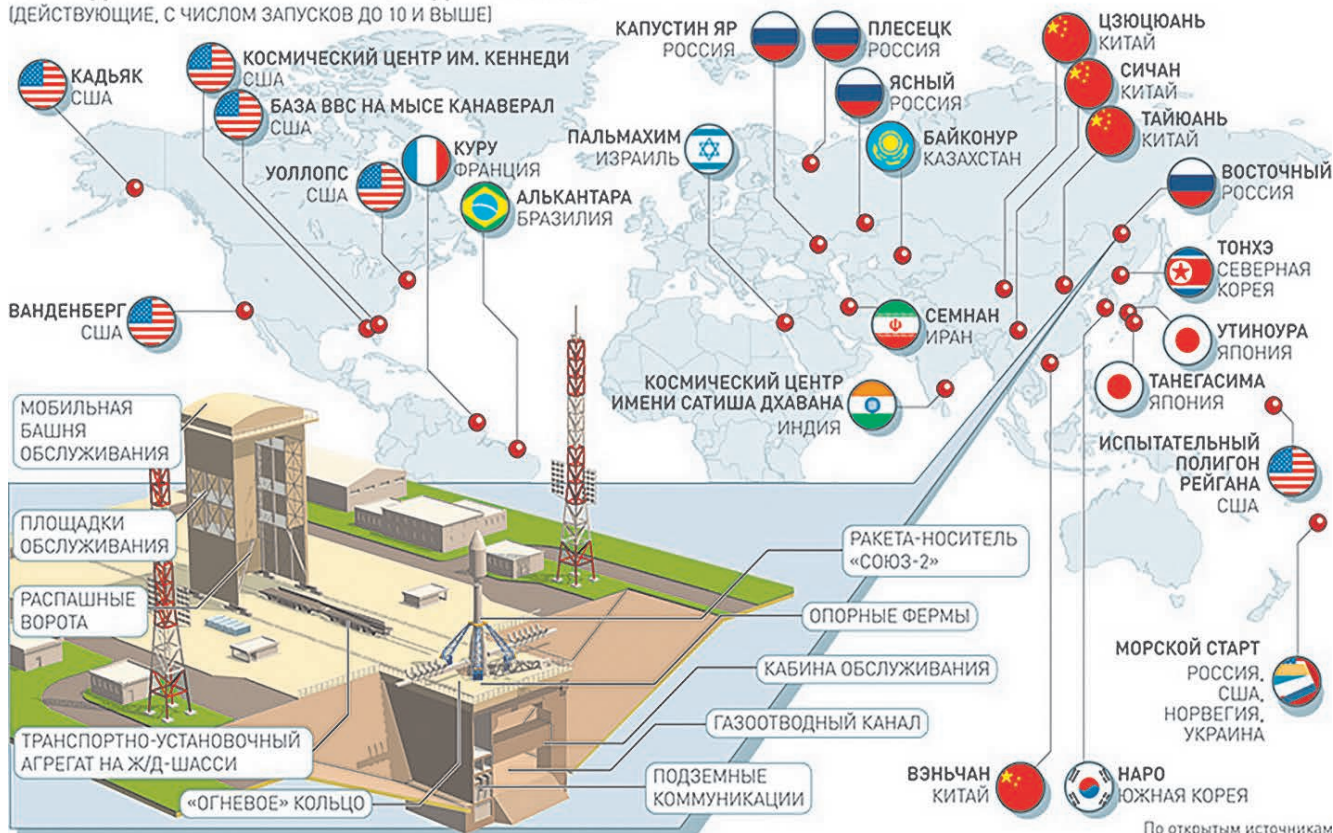 (ДЕЙСТВУЮЩИЕ, С ЧИСЛОМ ЗАПУСКОВ ДО 10 И ВЫШЕ)
КАДЬЯК
США
КОСМИЧЕСКИЙ ЦЕНТР ИМ. КЕННЕДИ
США
БАЗА ВВС НА МЫСЕ КАНАВЕРАЛ
США
УОЛЛОПС
США
КУРУ
ФРАНЦИЯ
АЛЬКАНТАРА
БРАЗИЛИЯ
ВАНДЕНБЕРГ
США
КАПУСТИН ЯР
РОССИЯ
ПЛЕСЕЦК
РОССИЯ
ЯСНЫЙ
РОССИЯ
ПАЛЬМАХИМ
ИЗРАИЛЬ
БАЙКОНУР
КАЗАХСТАН
ЦЗЮЦЮАНЬ
КИТАЙ
СИЧАН
КИТАЙ
ТАЙЮАНЬ
КИТАЙ
ВОСТОЧНЫЙ
РОССИЯ
ТОНХЭ
СЕВЕРНАЯ
КОРЕЯ
СЕМНАН
ИРАН
УТИНОУРА
ЯПОНИЯ
ТАНЕГАСИМА
ЯПОНИЯ
КОСМИЧЕСКИЙ ЦЕНТР
ИМЕНИ САТИША ДХАВАНА
ИНДИЯ
ИСПЫТАТЕЛЬНЫЙ
ПОЛИГОН
РЕЙГАНА
США
МОРСКОЙ СТАРТ
РОССИЯ,
США,
НОРВЕГИЯ,
УКРАИНА
ВЭНЬЧАН
КИТАЙ
НАРО
ЮЖНАЯ КОРЕЯ
МОБИЛЬНАЯ
БАШНЯ
ОБСЛУЖИВАНИЯ
ПЛОЩАДКИ
ОБСЛУЖИВАНИЯ
РАСПАШНЫЕ
ВОРОТА
ТРАНСПОРТНО-УСТАНОВОЧНЫЙ
АГРЕГАТ НА Ж/Д-ШАССИ
«ОГНЕВОЕ» КОЛЬЦО
РАКЕТА-НОСИТЕЛЬ
«СОЮЗ-2»
ОПОРНЫЕ ФЕРМЫ
КАБИНА ОБСЛУЖИВАНИЯ
ГАЗООТВОДНЫЙ КАНАЛ
ПОДЗЕМНЫЕ
КОММУНИКАЦИИ
По открытым источникам